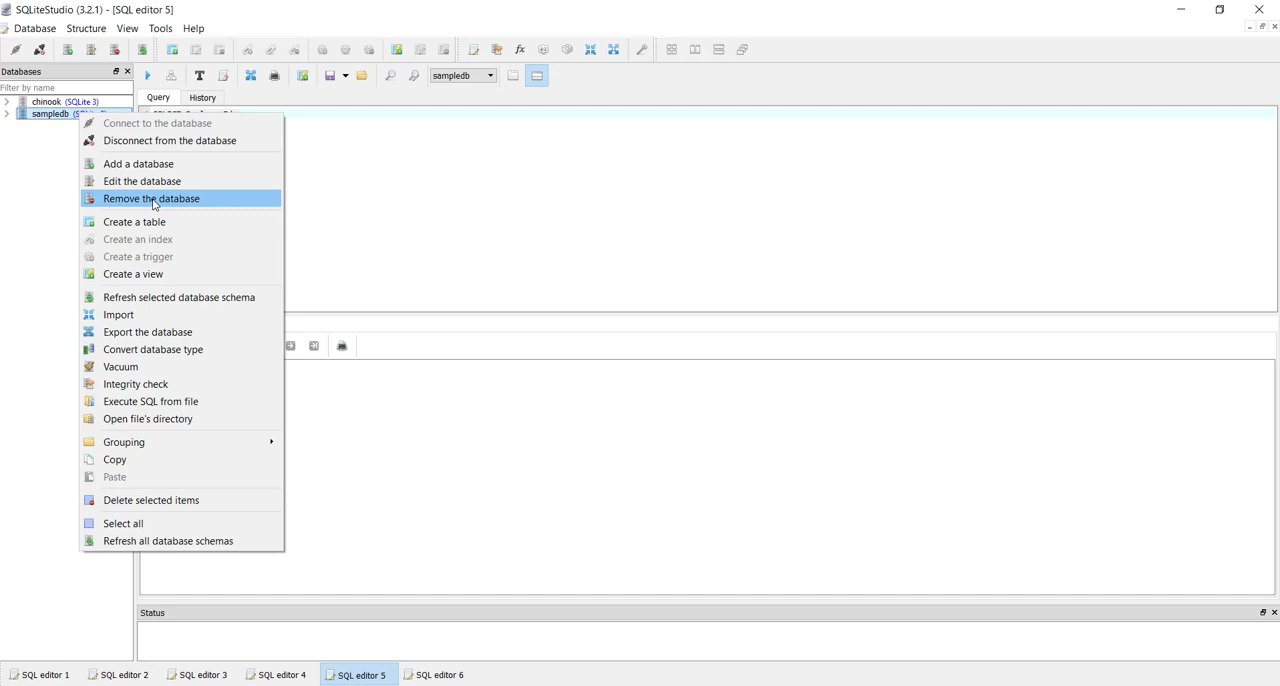 SQLiteStudio (3.2.1) - [SQL editor 5]
Database Structure View Tools Help
Databases
sampledb
Filter by name
Query History
chinook (SQLite 3)
sampledb
Connect to the database
Disconnect from the database
Add a database
Edit the database
Remove the database
Create a table
Create an index
Create a trigger
Create a view
Refresh selected database schema
Import
Export the database
Convert database type
Vacuum
Integrity check
Execute SQL from file
Open file's directory
Grouping
Copy
Paste
Delete selected items
Select all
Refresh all database schemas
Status
SQL editor 1 SQL editor 2 SQL editor 3 SQL editor 4 SQL editor 5 SQL editor 6